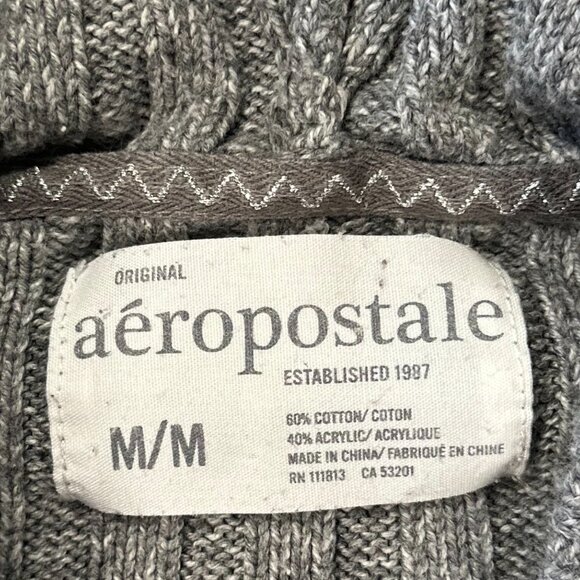 ORIGINAL
aéropostale
ESTABLISHED 1987
M/M
60% COTTON/ COTON
40% ACRYLIC/ ACRYLIQUE
MADE IN CHINA/ FABRIQUÉ EN CHINE
RN 111813 CA 53201